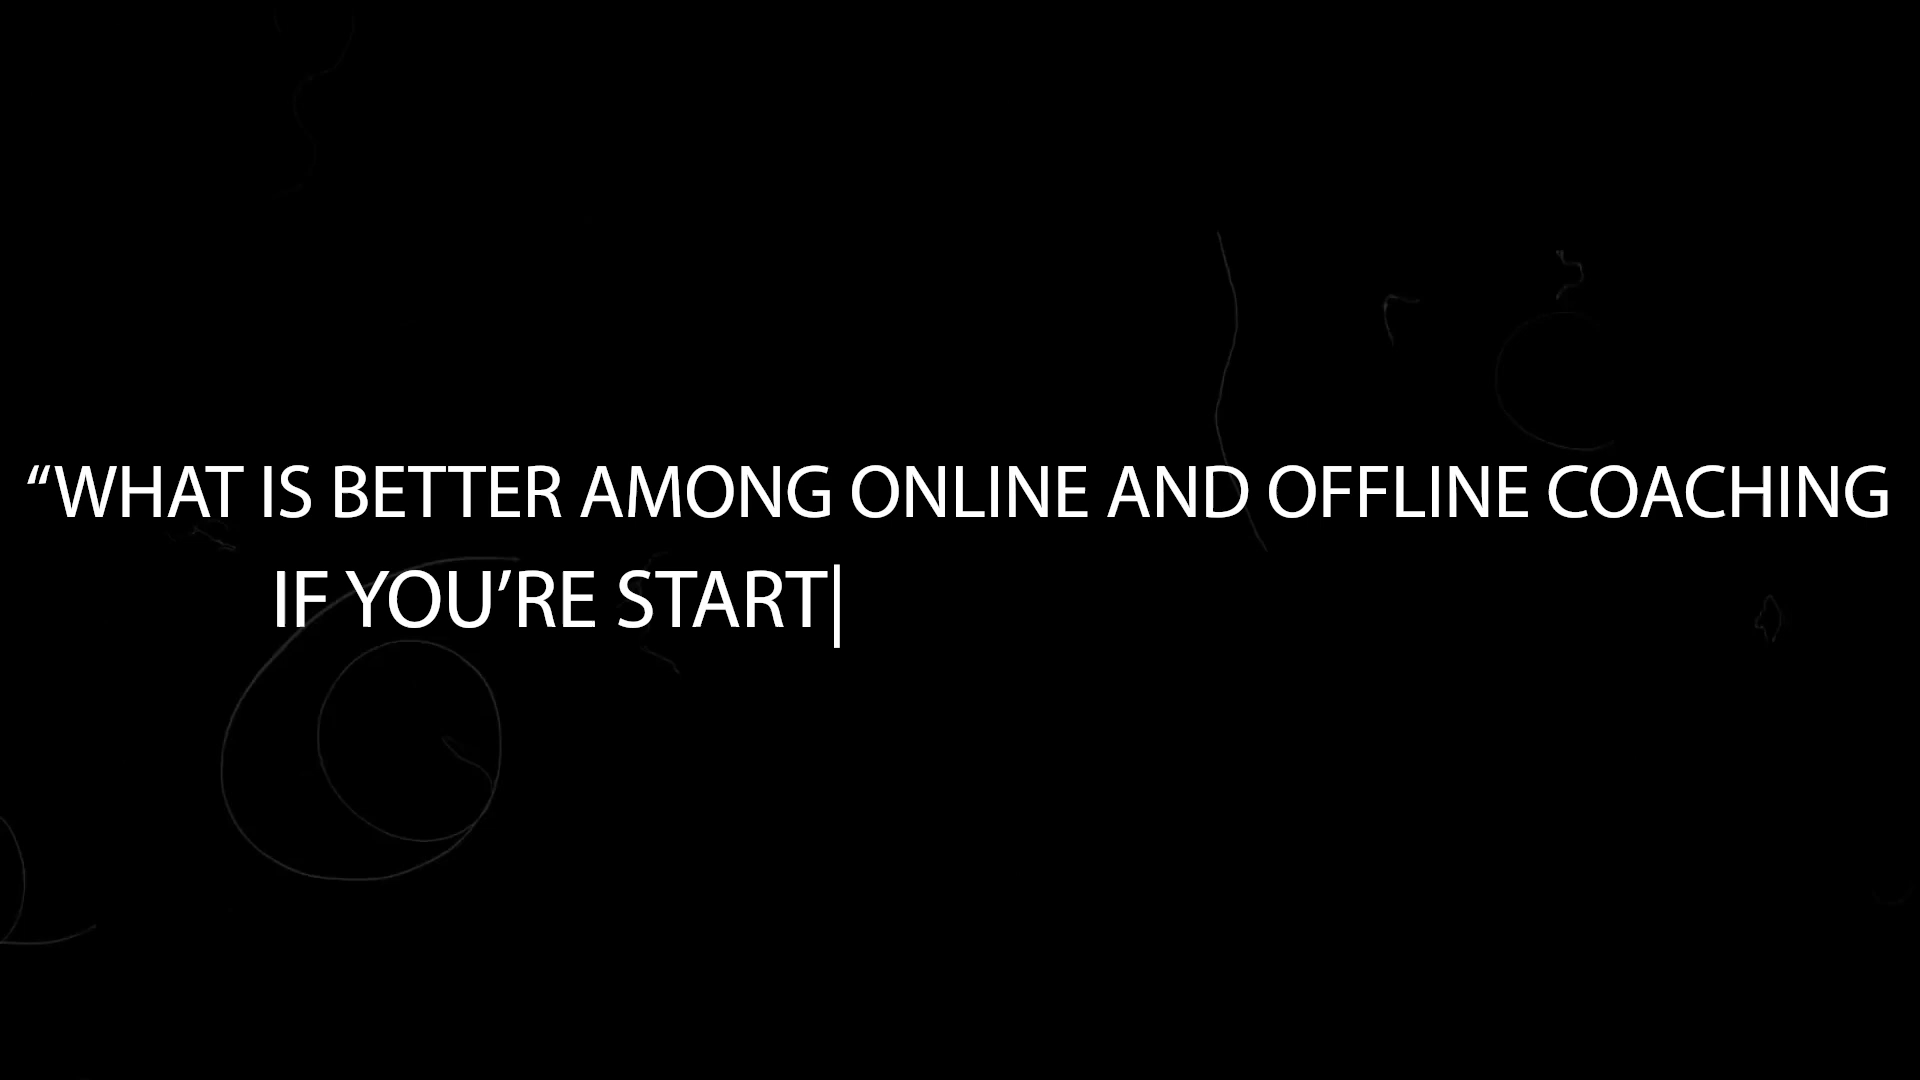 “WHAT IS BETTER AMONG ONLINE AND OFFLINE COACHING
IF YOU’RE START